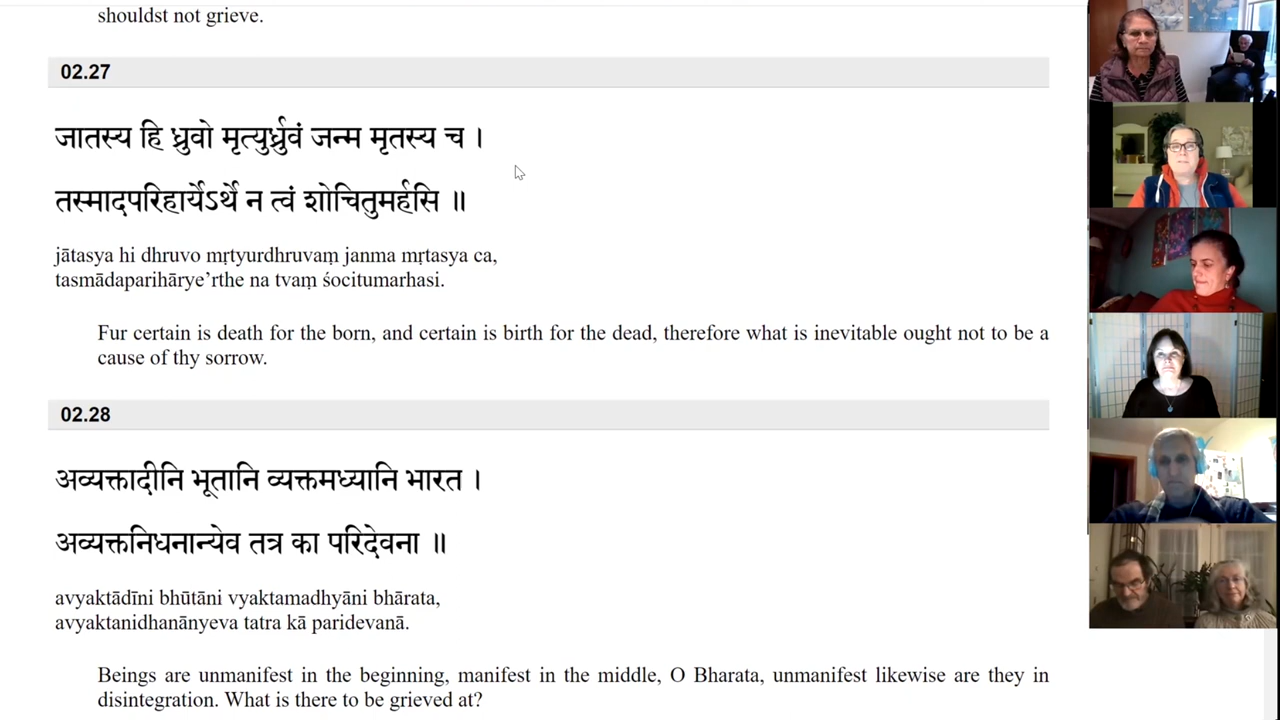 shouldst not grieve.
02.27
जातस्य हि ध्रुवो मृत्युर्ध्रुवं जन्म मृतस्य च ।
तस्मादपरिहार्येऽर्थे न त्वं शोचितुमर्हसि ॥
jātasya hi dhruvo mṛtyurdhruvaṃ janma mṛtasya ca,
tasmādaparihārye’rthe na tvaṃ śocitumarhasi.
Fur certain is death for the born, and certain is birth for the dead, therefore what is inevitable ought not to be a
cause of thy sorrow.
02.28
अव्यक्तादीनि भूतानि व्यक्तमध्यानि भारत ।
अव्यक्तनिधनान्येव तत्र का परिदेवना ॥
avyaktādīni bhūtāni vyaktamadhyāni bhārata,
avyaktanidhanānyeva tatra kā paridevanā.
Beings are unmanifest in the beginning, manifest in the middle, O Bharata, unmanifest likewise are they in
disintegration. What is there to be grieved at?